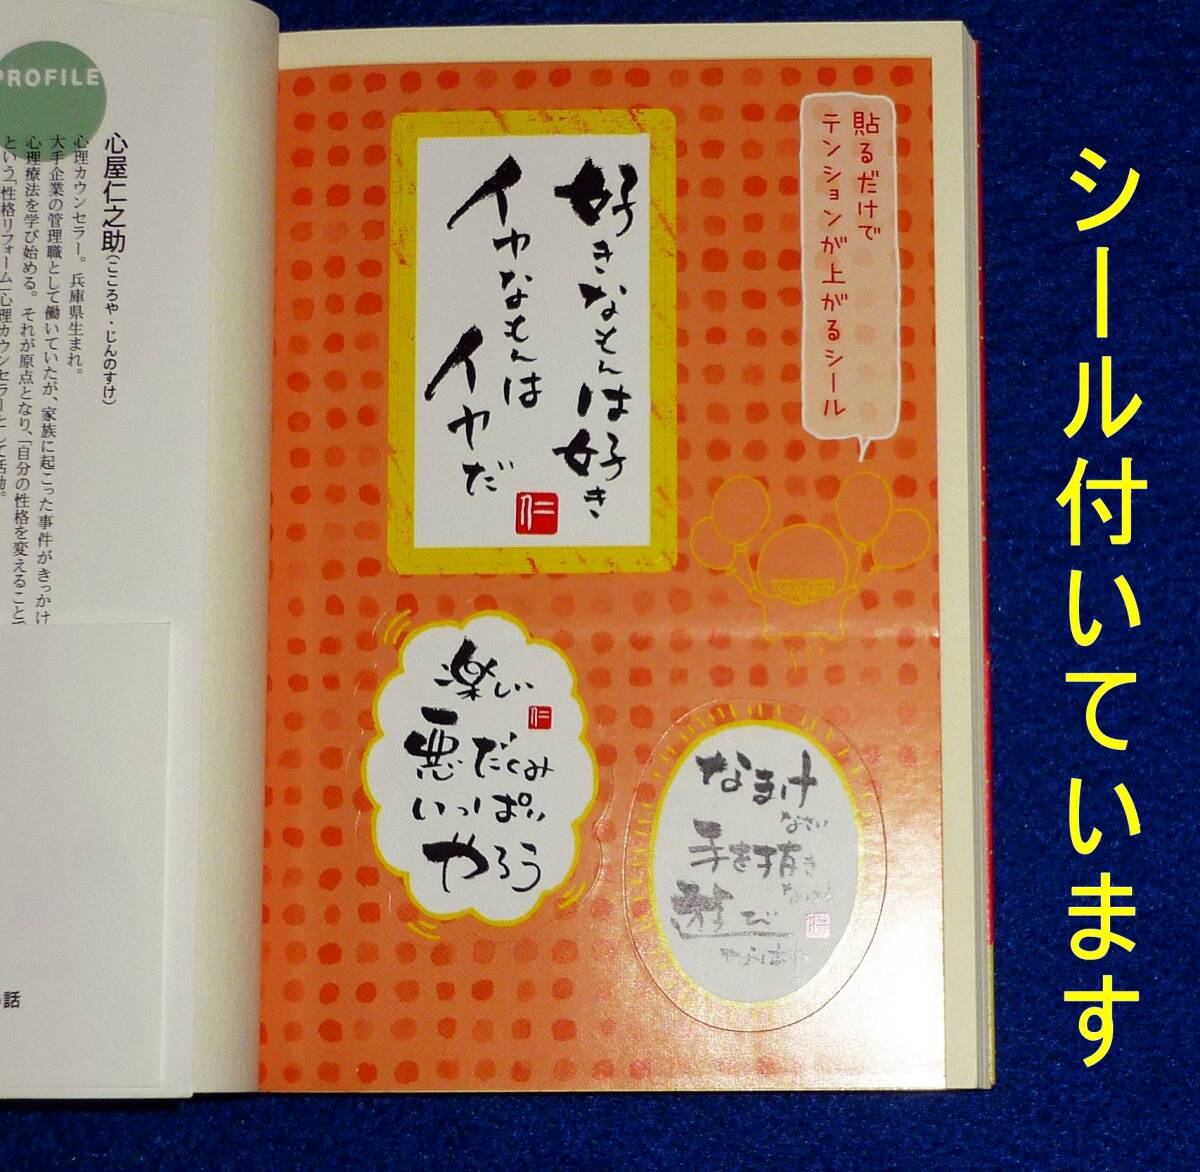 シール付いています
貼るだけで
テンションが上がるシール
好きなもんは好き
イヤなもんは
イヤだ
仁
楽しい
仁
悪だくみ
いっぱい
やろう
なまけ
なさい
手を抜き
なさい
遊び
なさい
仁
PROFILE
心屋仁之助(こころや・じんのすけ)
心理カウンセラー。兵庫県生まれ。
大手企業の管理職として働いていたが、家族に起こった事件がきっかけ
心理療法を学び始める。それが原点となり、「自分の性格を変えること
という「性格リフォーム」心理カウンセラーとして活動。
話